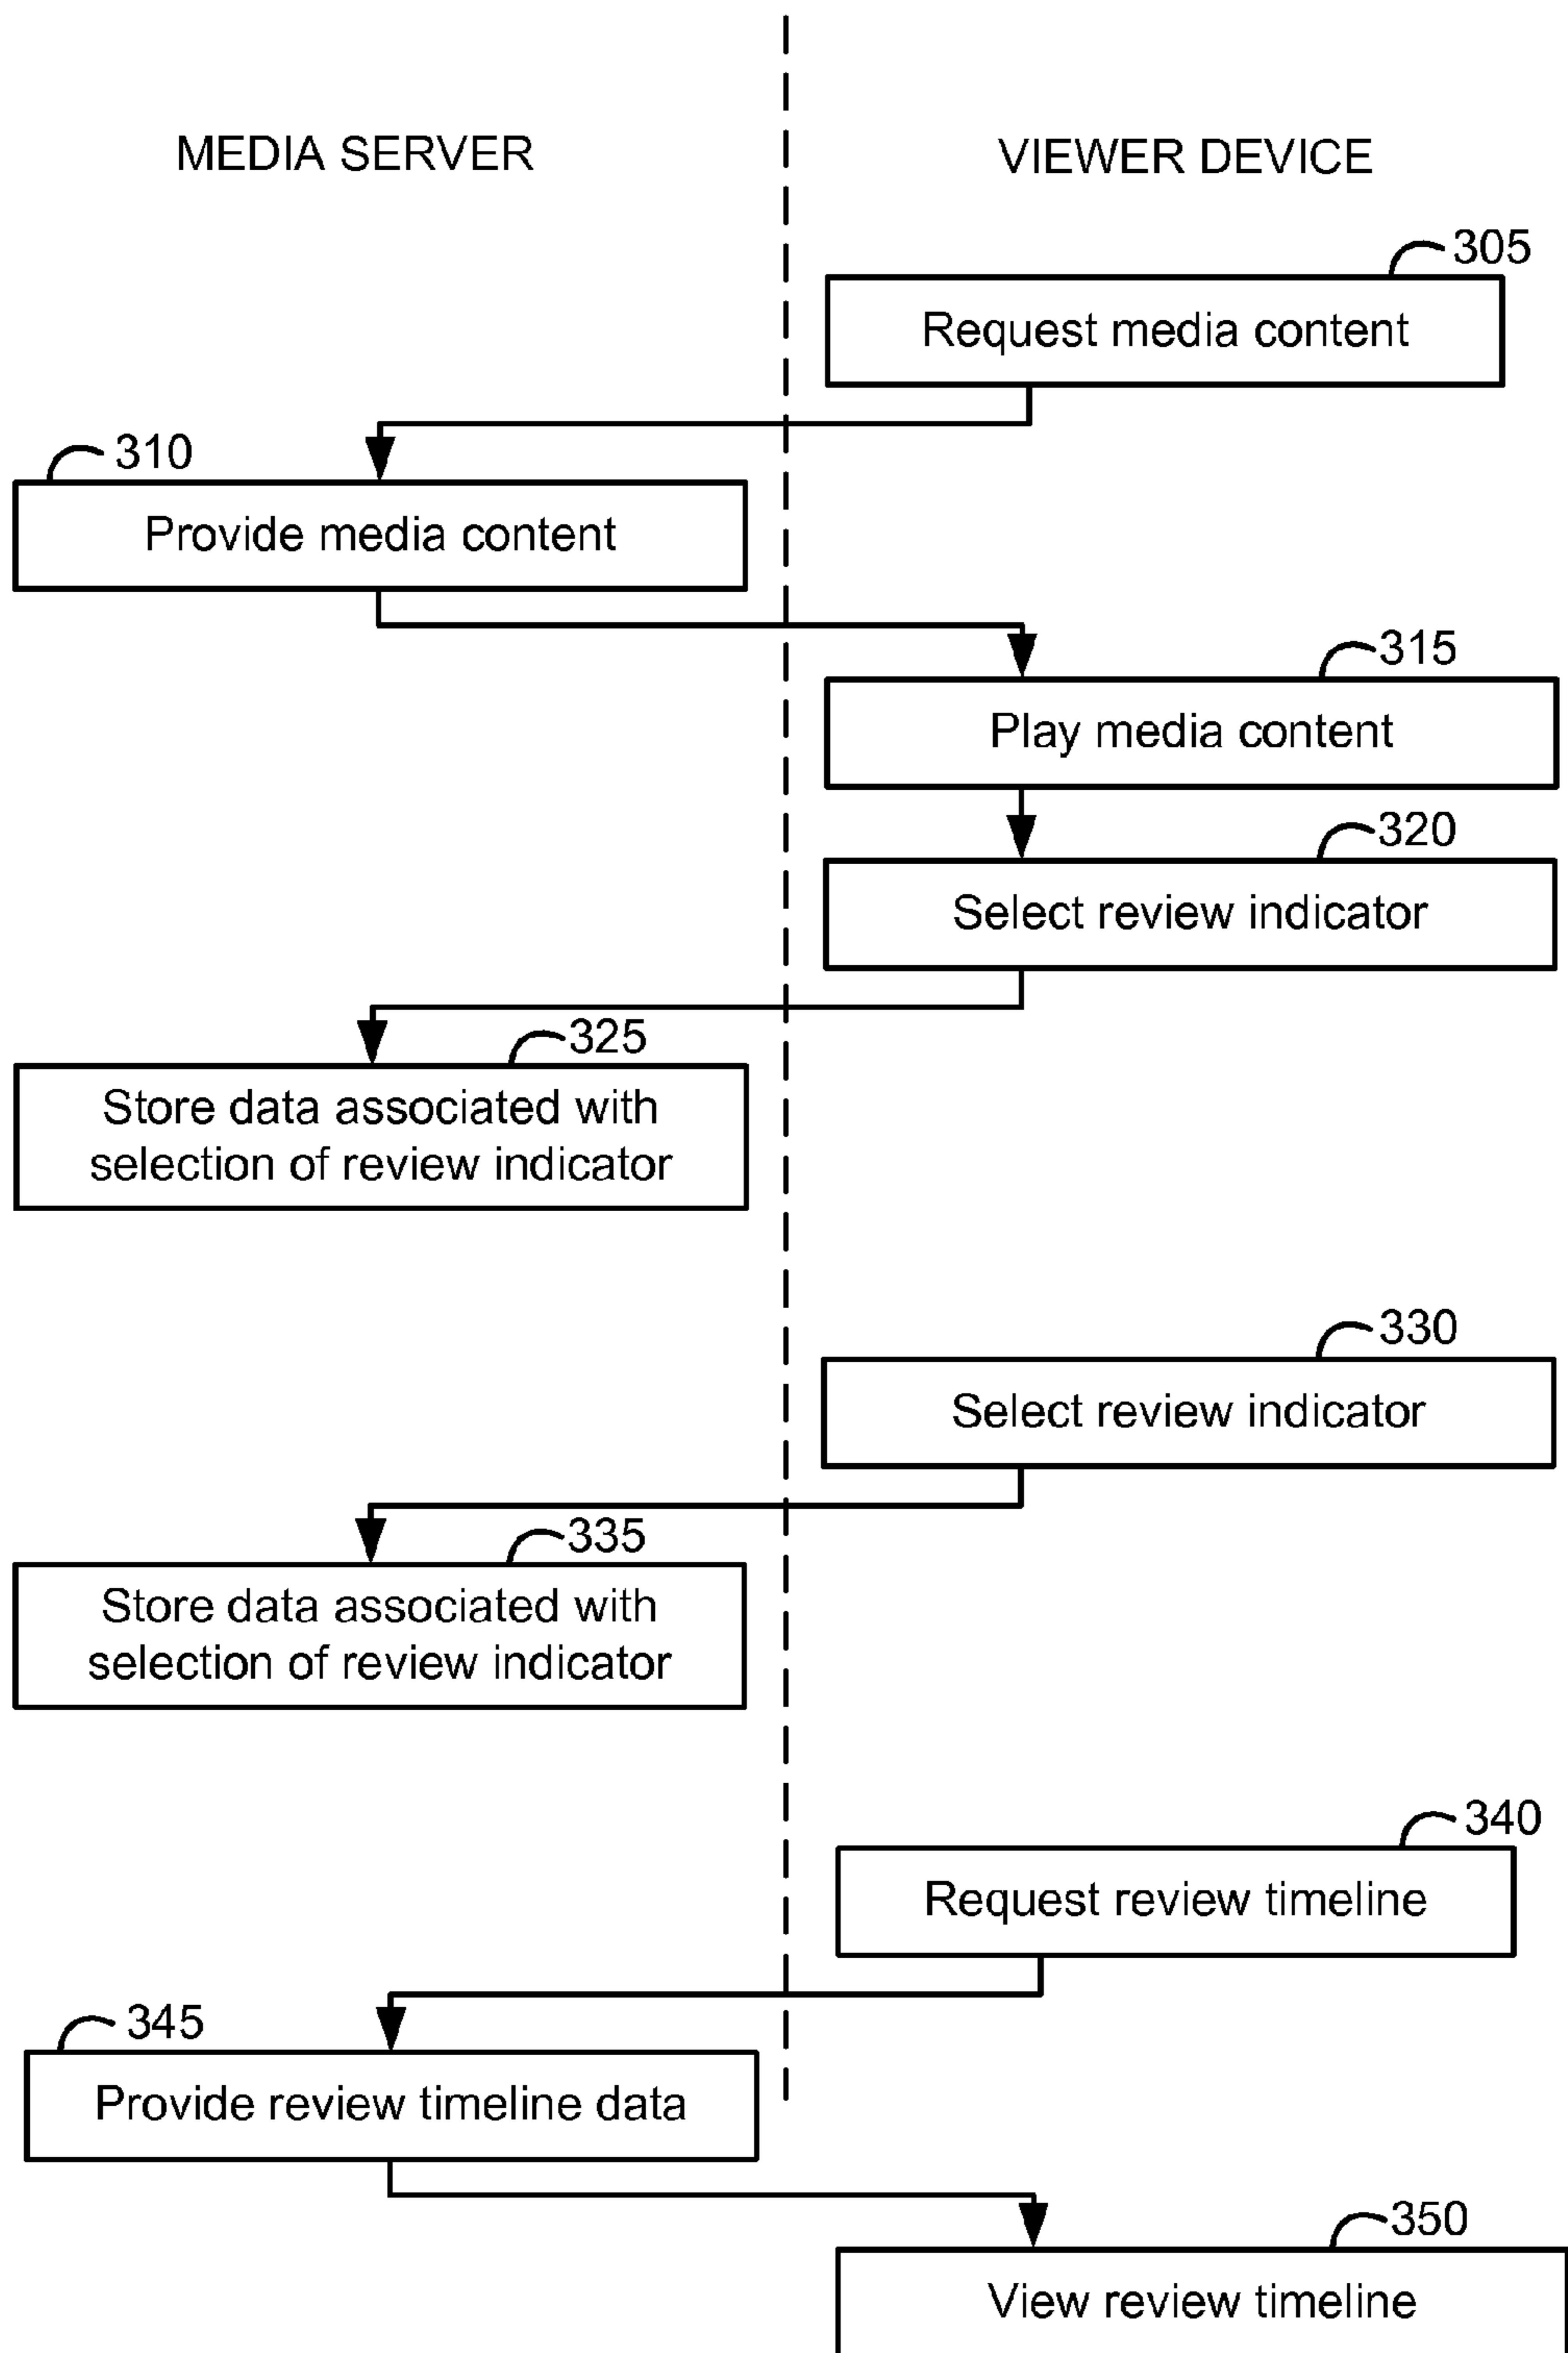 MEDIA SERVER
VIEWER DEVICE
305
Request media content
310
Provide media content
315
Play media content
320
Select review indicator
325
Store data associated with
selection of review indicator
330
Select review indicator
335
Store data associated with
selection of review indicator
340
Request review timeline
345
Provide review timeline data
350
View review timeline